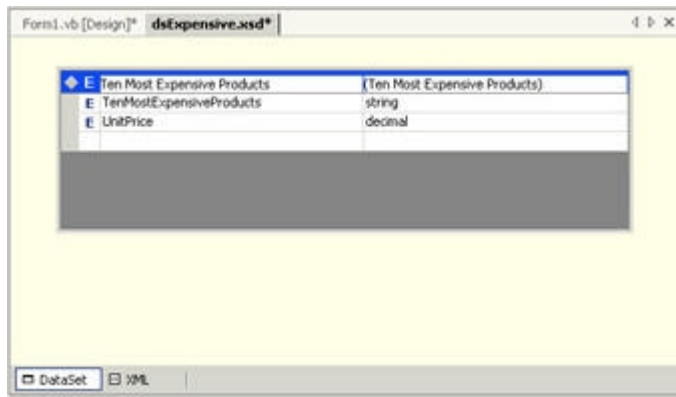 Form1.vb [Design]* dsExpensive.xsd*
E Ten Most Expensive Products (Ten Most Expensive Products)
E TenMostExpensiveProducts string
E UnitPrice decimal
DataSet XML